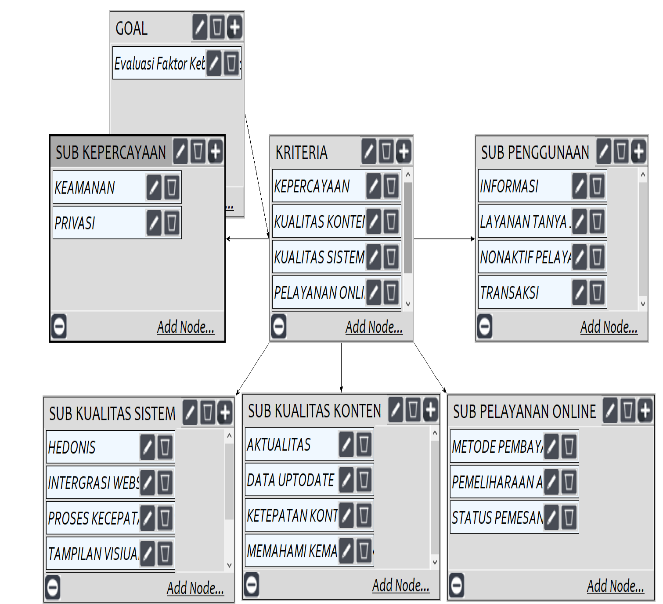 GOAL
Evaluasi Faktor Ket
SUB KEPERCAYAAN
KEAMANAN
PRIVASI
Add Node...
KRITERIA
KEPERCAYAAN
KUALITAS KONTEN
KUALITAS SISTEM
PELAYANAN ONLI
Add Node...
SUB PENGGUNAAN
INFORMASI
LAYANAN TANYA
NONAKTIF PELAYA
TRANSAKSI
Add Node...
SUB KUALITAS SISTEM
HEDONIS
INTERGRASI WEBS
PROSES KECEPAT
TAMPILAN VISIUA
Add Node...
SUB KUALITAS KONTEN
AKTUALITAS
DATA UPTODATE
KETEPATAN KONT
MEMAHAMI KEMA
Add Node...
SUB PELAYANAN ONLINE
METODE PEMBAYA
PEMELIHARAAN A
STATUS PEMESAN
Add Node...